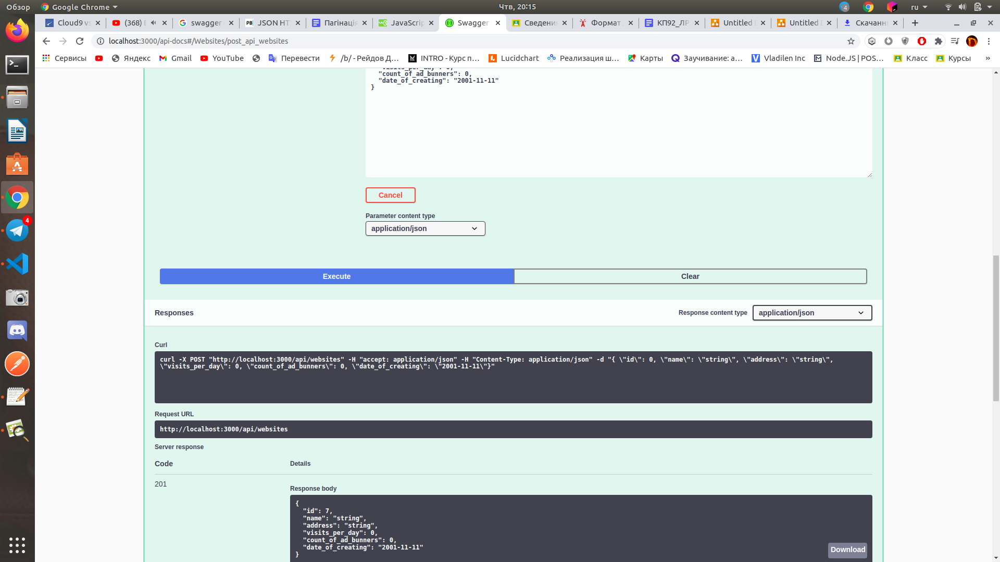 Обзор
Google Chrome
Чтв, 20:15
4
ru
Cloud9 vs
(368)
swagger
JSON HT
Пагінація
JavaScrip
Swagger
Сведени
Формат
КП92_ЛР
Untitled
Untitled
Скачанны
localhost:3000/api-docs#/Websites/post_api_websites
Сервисы
Яндекс
Gmail
YouTube
Перевести
/b/ - Рейдов Д…
INTRO - Курс п…
Lucidchart
Реализация ш…
Карты
Заучивание: а…
Vladilen Inc
Node.JS | POS…
Класс
Курсы
»
"visits_per_day": 0,
"count_of_ad_bunners": 0,
"date_of_creating": "2001-11-11"
}
Cancel
Parameter content type
application/json
Execute
Clear
Responses
Response content type
application/json
Curl
curl -X POST "http://localhost:3000/api/websites" -H "accept: application/json" -H "Content-Type: application/json" -d "{ \"id\": 0, \"name\": \"string\", \"address\": \"string\",
\"visits_per_day\": 0, \"count_of_ad_bunners\": 0, \"date_of_creating\": \"2001-11-11\"}"
Request URL
http://localhost:3000/api/websites
Server response
Code
Details
201
Response body
{
"id": 7,
"name": "string",
"address": "string",
"visits_per_day": 0,
"count_of_ad_bunners": 0,
"date_of_creating": "2001-11-11"
}
Download
4